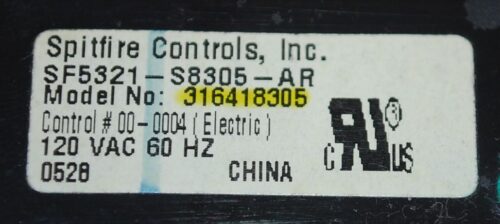 Spitfire Controls, Inc.
SF5321-S8305-AR
Model No: 316418305
Control # 00-0004 (Electric)
120 VAC 60 HZ
0528 CHINA
c RU US ®